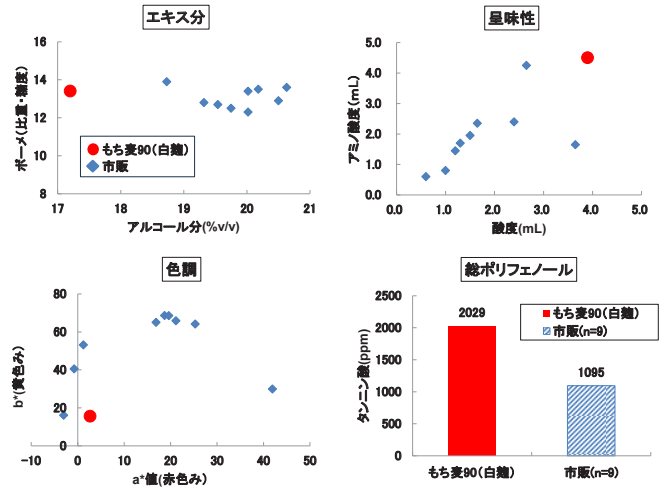 エキス分
16
14
12
10
8
17
18
19
20
21
ボーメ(比重・糖度)
アルコール分(%v/v)
もち麦90(白麹)
市販
呈味性
5.0
4.0
3.0
2.0
1.0
0.0
0.0
1.0
2.0
3.0
4.0
5.0
アミノ酸度(mL)
酸度(mL)
色調
80
60
40
20
0
-10
0
10
20
30
40
50
b*(黄色み)
a*値(赤色み)
総ポリフェノール
2500
2000
1500
1000
500
0
タンニン酸(ppm)
2029
1095
もち麦90(白麹)
市販(n=9)
もち麦90(白麹)
市販(n=9)